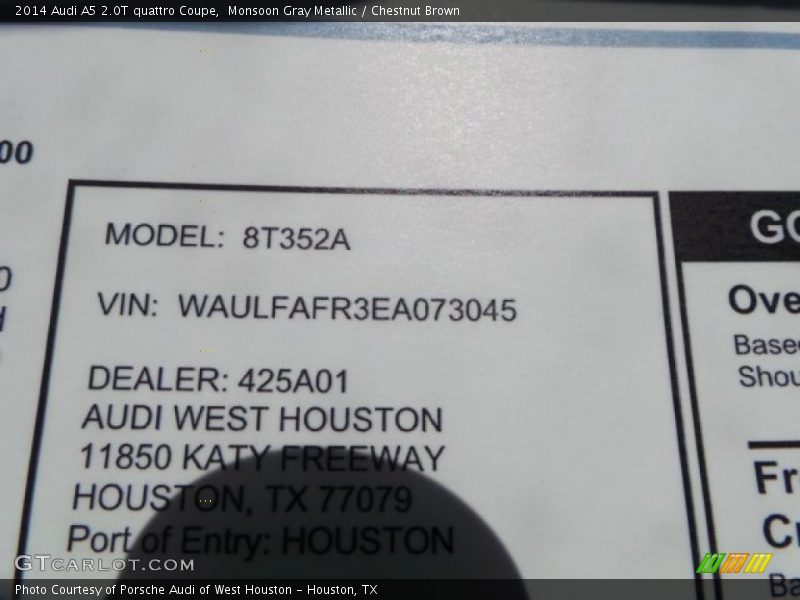 2014 Audi A5 2.0T quattro Coupe,  Monsoon Gray Metallic / Chestnut Brown
00
MODEL: 8T352A
VIN: WAULFAFR3EA073045
DEALER: 425A01
AUDI WEST HOUSTON
11850 KATY FREEWAY
HOUSTON, TX 77079
Port of Entry: HOUSTON
GO
Ove
Based
Shou
Fr
Cr
Ba
GTCARLOT.COM
Photo Courtesy of Porsche Audi of West Houston - Houston, TX